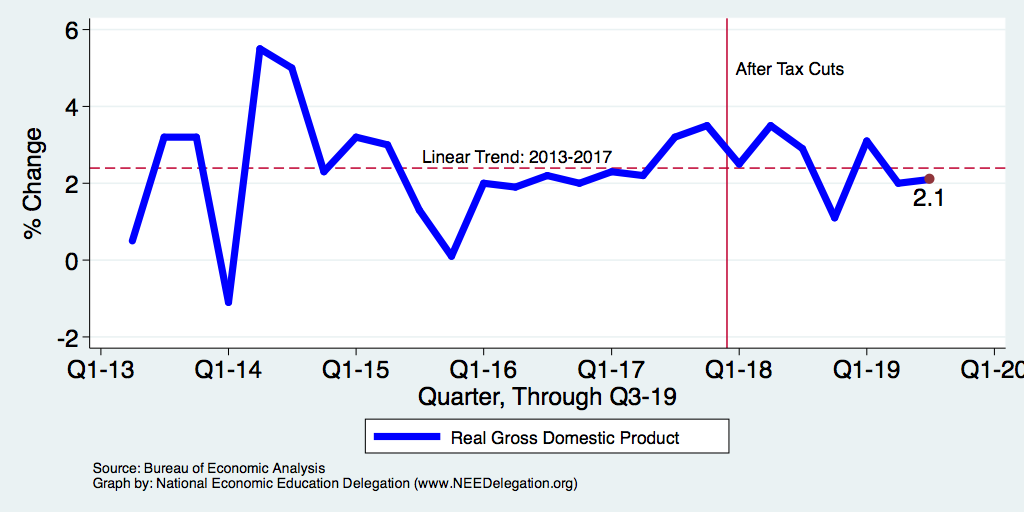 6
4
2
0
-2
% Change
After Tax Cuts
Linear Trend: 2013-2017
2.1
Q1-13 Q1-14 Q1-15 Q1-16 Q1-17 Q1-18 Q1-19 Q1-20
Quarter, Through Q3-19
Real Gross Domestic Product
Source: Bureau of Economic Analysis
Graph by: National Economic Education Delegation (www.NEEDelegation.org)